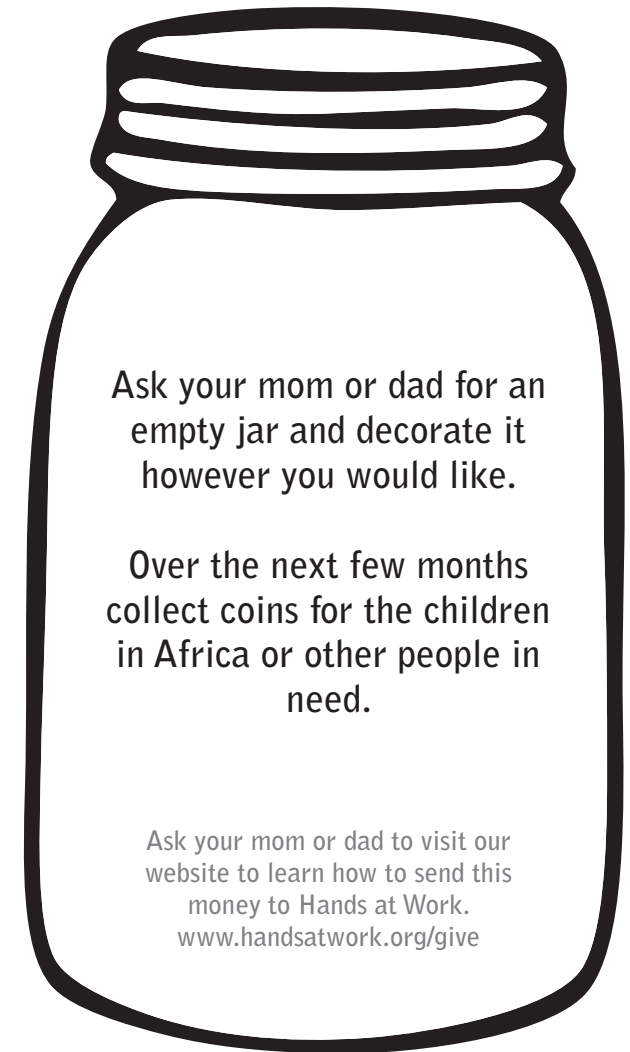 Ask your mom or dad for an
empty jar and decorate it
however you would like.
Over the next few months
collect coins for the children
in Africa or other people in
need.
Ask your mom or dad to visit our
website to learn how to send this
money to Hands at Work.
www.handsatwork.org/give